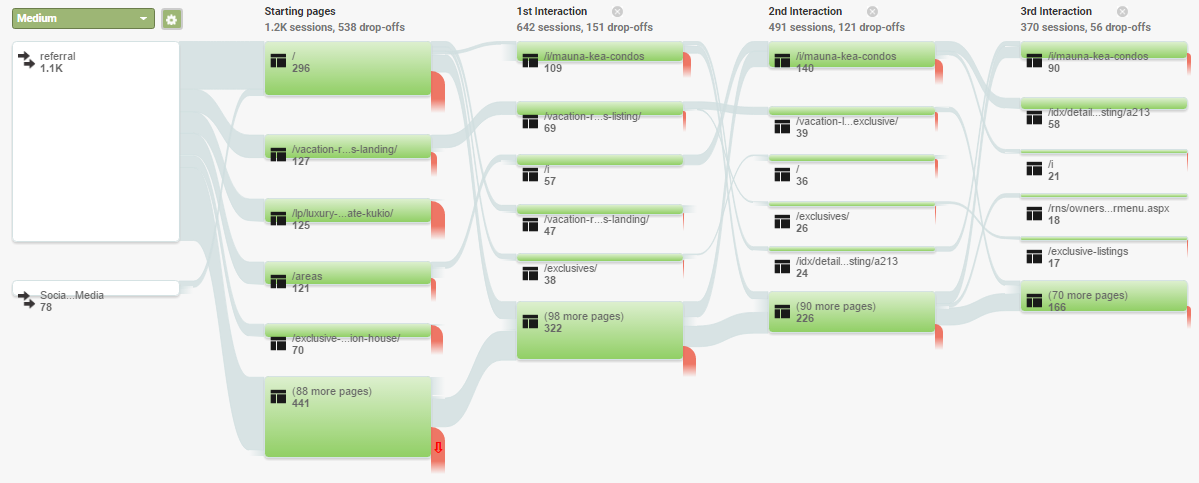 Medium
referral
1.1K
Socia...Media
78
Starting pages
1.2K sessions, 538 drop-offs
/
296
/vacation-r...s-landing/
127
/lp/luxury-...ate-kukio/
125
/areas
121
/exclusive-...ion-house/
70
(88 more pages)
441
1st Interaction
642 sessions, 151 drop-offs
/i/mauna-kea-condos
109
/vacation-r...s-listing/
69
/i
57
/vacation-r...s-landing/
47
/exclusives/
38
(98 more pages)
322
2nd Interaction
491 sessions, 121 drop-offs
/i/mauna-kea-condos
140
/vacation-l...exclusive/
39
/
36
/exclusives/
26
/idx/detail...sting/a213
24
(90 more pages)
226
3rd Interaction
370 sessions, 56 drop-offs
/i/mauna-kea-condos
90
/idx/detail...sting/a213
58
/i
21
/rns/owners...rmenu.aspx
18
/exclusive-listings
17
(70 more pages)
166